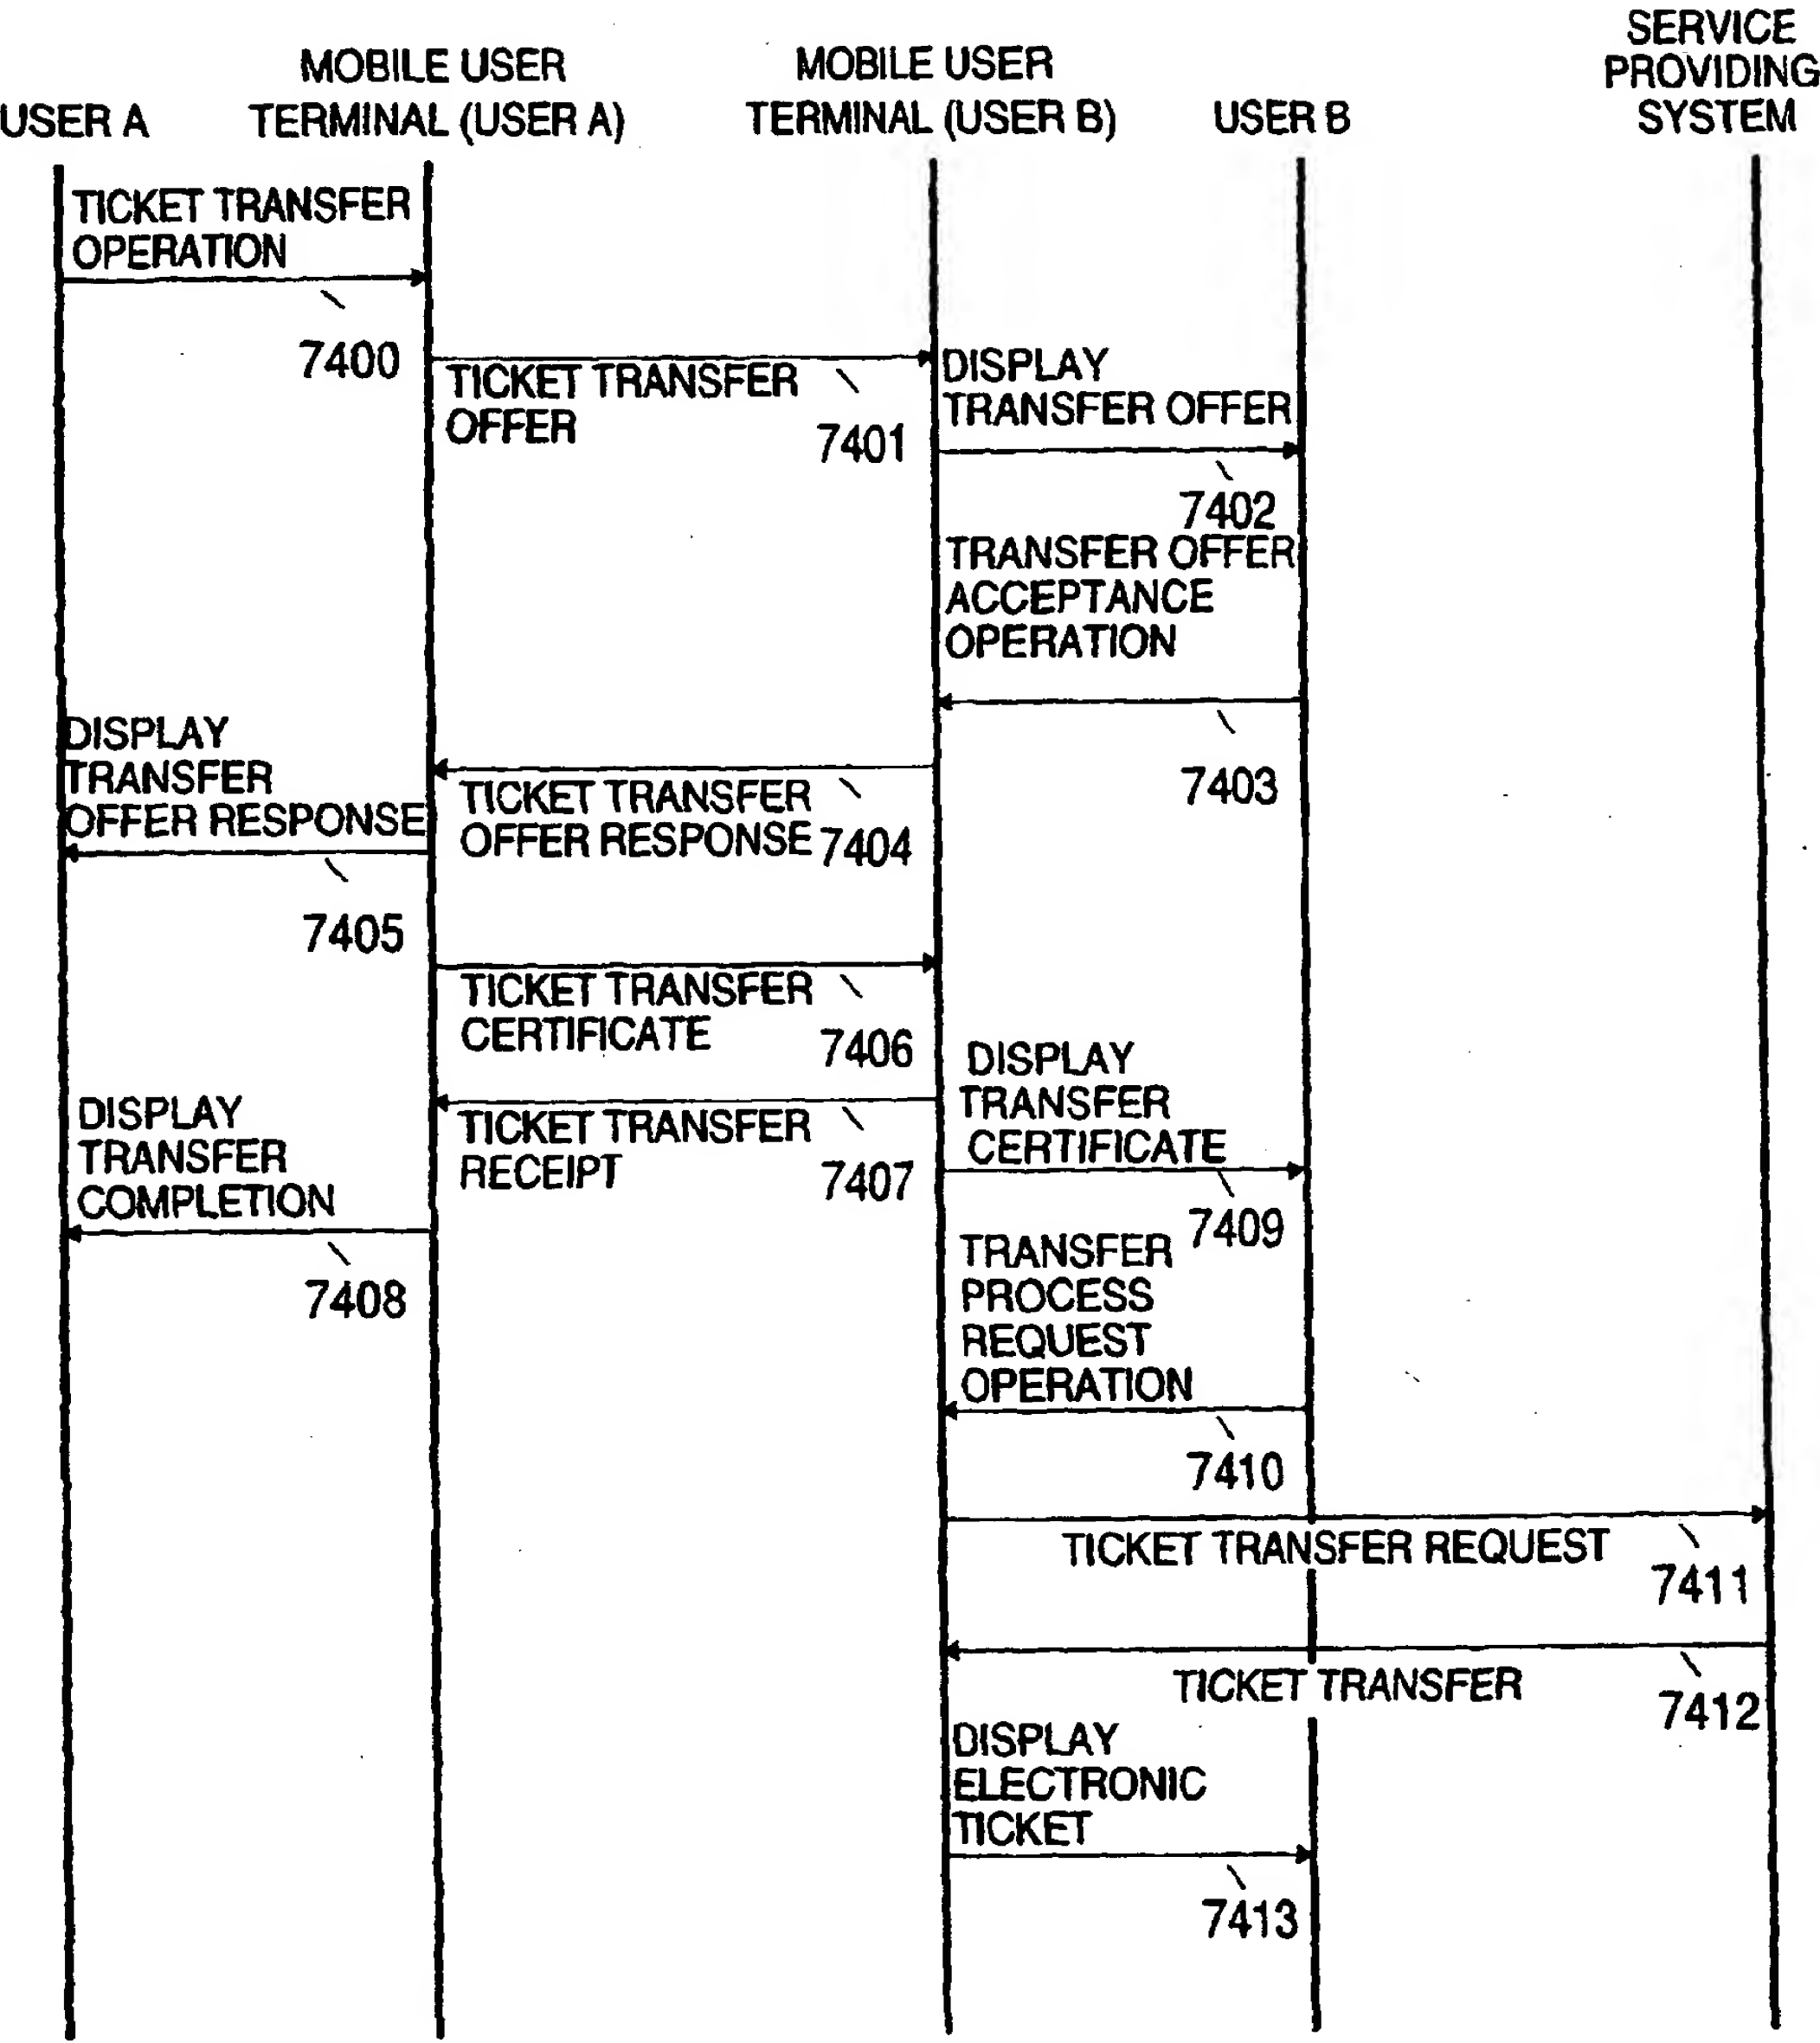 SERVICE
PROVIDING
SYSTEM
MOBILE USER
TERMINAL (USER A)
MOBILE USER
TERMINAL (USER B)
USER A
USER B
TICKET TRANSFER
OPERATION
7400
TICKET TRANSFER
OFFER
7401
DISPLAY
TRANSFER OFFER
7402
TRANSFER OFFER
ACCEPTANCE
OPERATION
7403
TICKET TRANSFER
OFFER RESPONSE
7404
DISPLAY
TRANSFER
OFFER RESPONSE
7405
TICKET TRANSFER
CERTIFICATE
7406
TICKET TRANSFER
RECEIPT
7407
DISPLAY
TRANSFER
COMPLETION
7408
DISPLAY
TRANSFER
CERTIFICATE
7409
TRANSFER
PROCESS
REQUEST
OPERATION
7410
TICKET TRANSFER REQUEST
7411
TICKET TRANSFER
7412
DISPLAY
ELECTRONIC
TICKET
7413